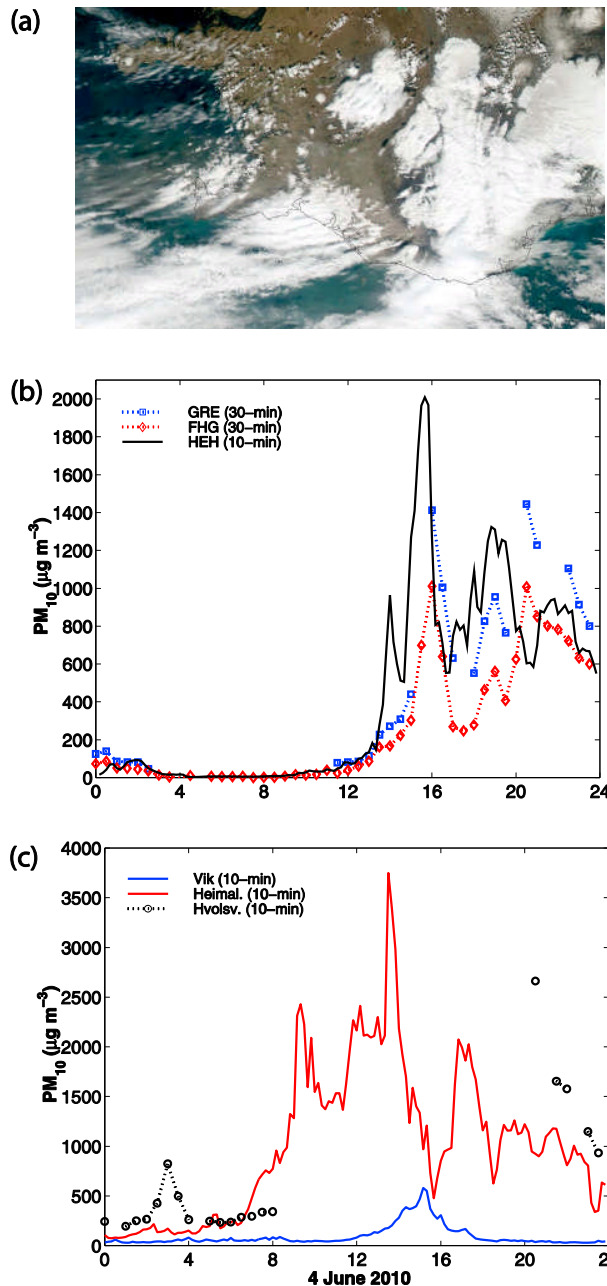 (a)
(b)
2000
1800
1600
1400
1200
1000
800
600
400
200
0
PM10 (µg m−3)
GRE (30−min)
FHG (30−min)
HEH (10−min)
0 4 8 12 16 20 24
(c)
4000
3500
3000
2500
2000
1500
1000
500
0
PM10 (µg m−3)
Vik (10−min)
Heimal. (10−min)
Hvolsv. (10−min)
0 4 8 12 16 20 2
4 June 2010